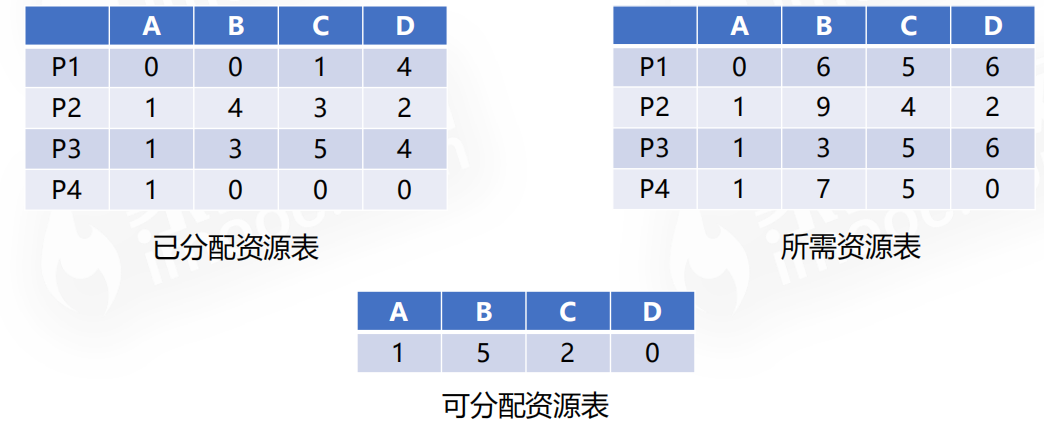 A B C D
P1 0 0 1 4
P2 1 4 3 2
P3 1 3 5 4
P4 1 0 0 0
已分配资源表
A B C D
P1 0 6 5 6
P2 1 9 4 2
P3 1 3 5 6
P4 1 7 5 0
所需资源表
A B C D
1 5 2 0
可分配资源表